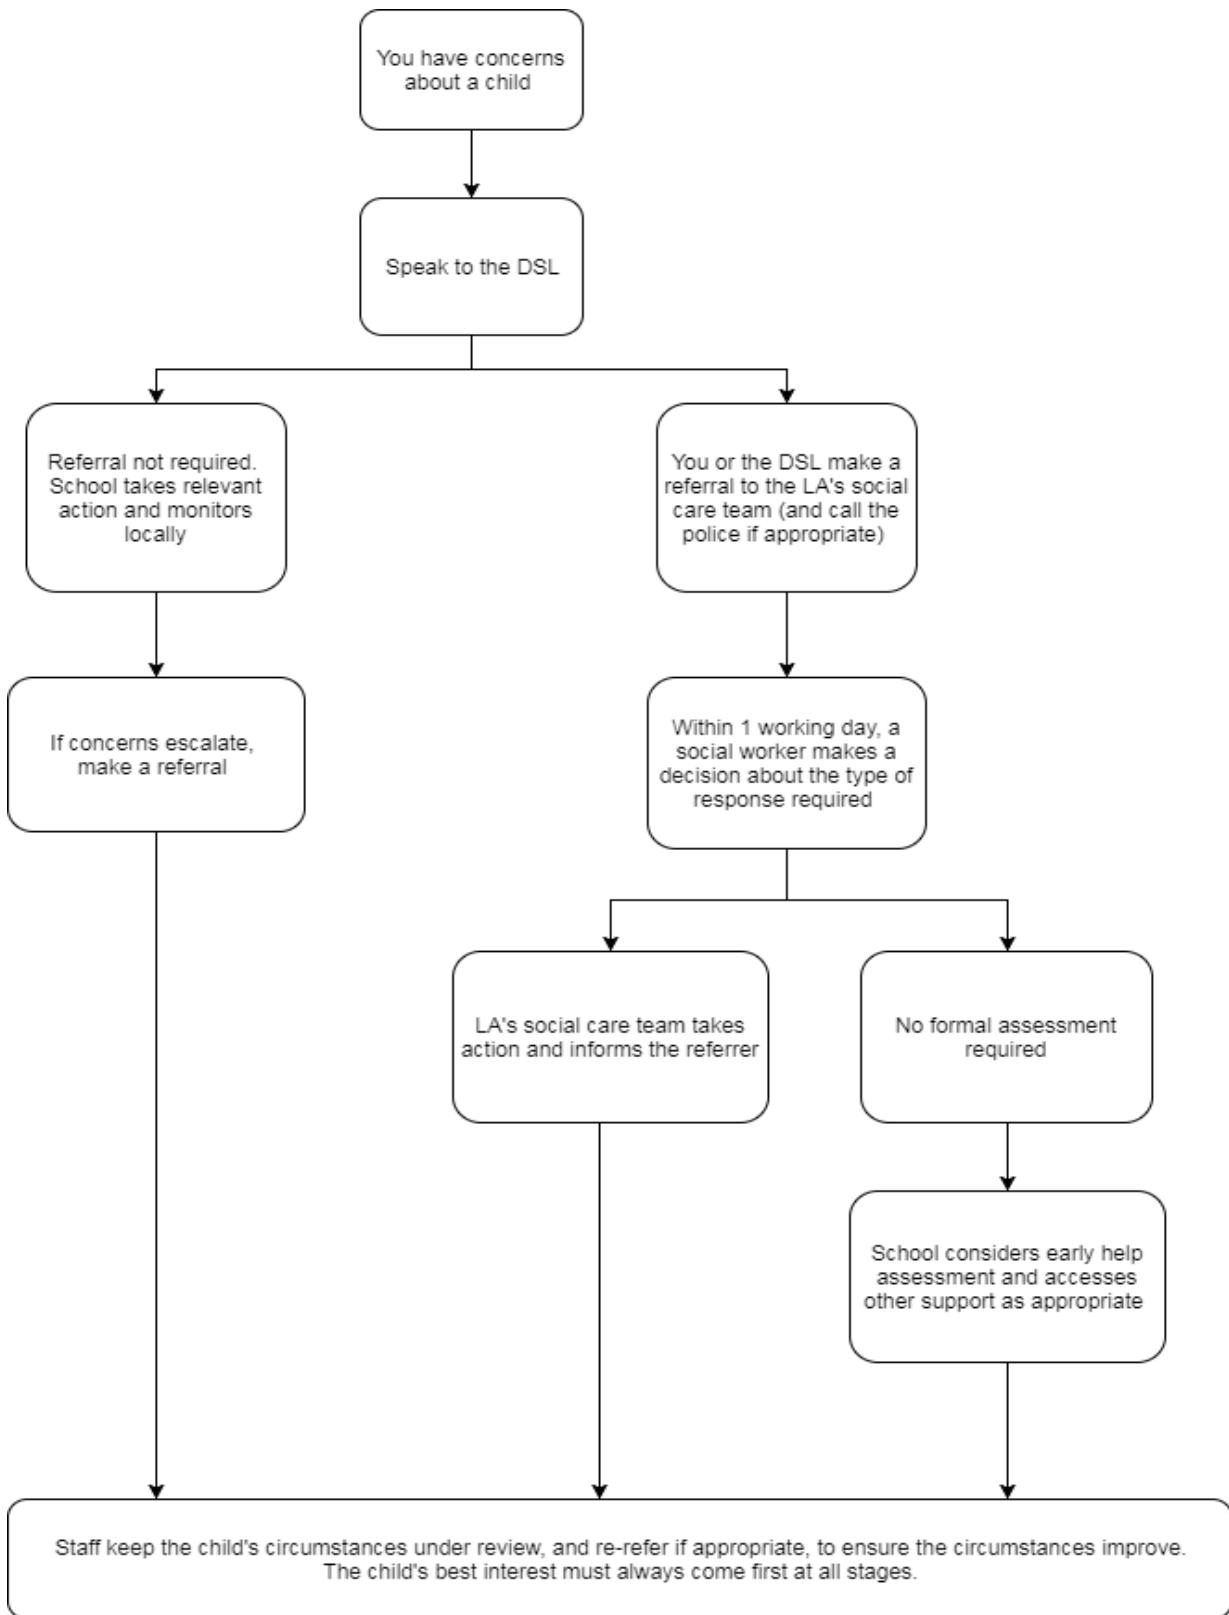 You have concerns
about a child
Speak to the DSL
Referral not required.
School takes relevant
action and monitors
locally
You or the DSL make a
referral to the LA's social
care team (and call the
police if appropriate)
If concerns escalate,
make a referral
Within 1 working day, a
social worker makes a
decision about the type of
response required
LA's social care team takes
action and informs the referrer
No formal assessment
required
School considers early help
assessment and accesses
other support as appropriate
Staff keep the child's circumstances under review, and re-refer if appropriate, to ensure the circumstances improve.
The child's best interest must always come first at all stages.